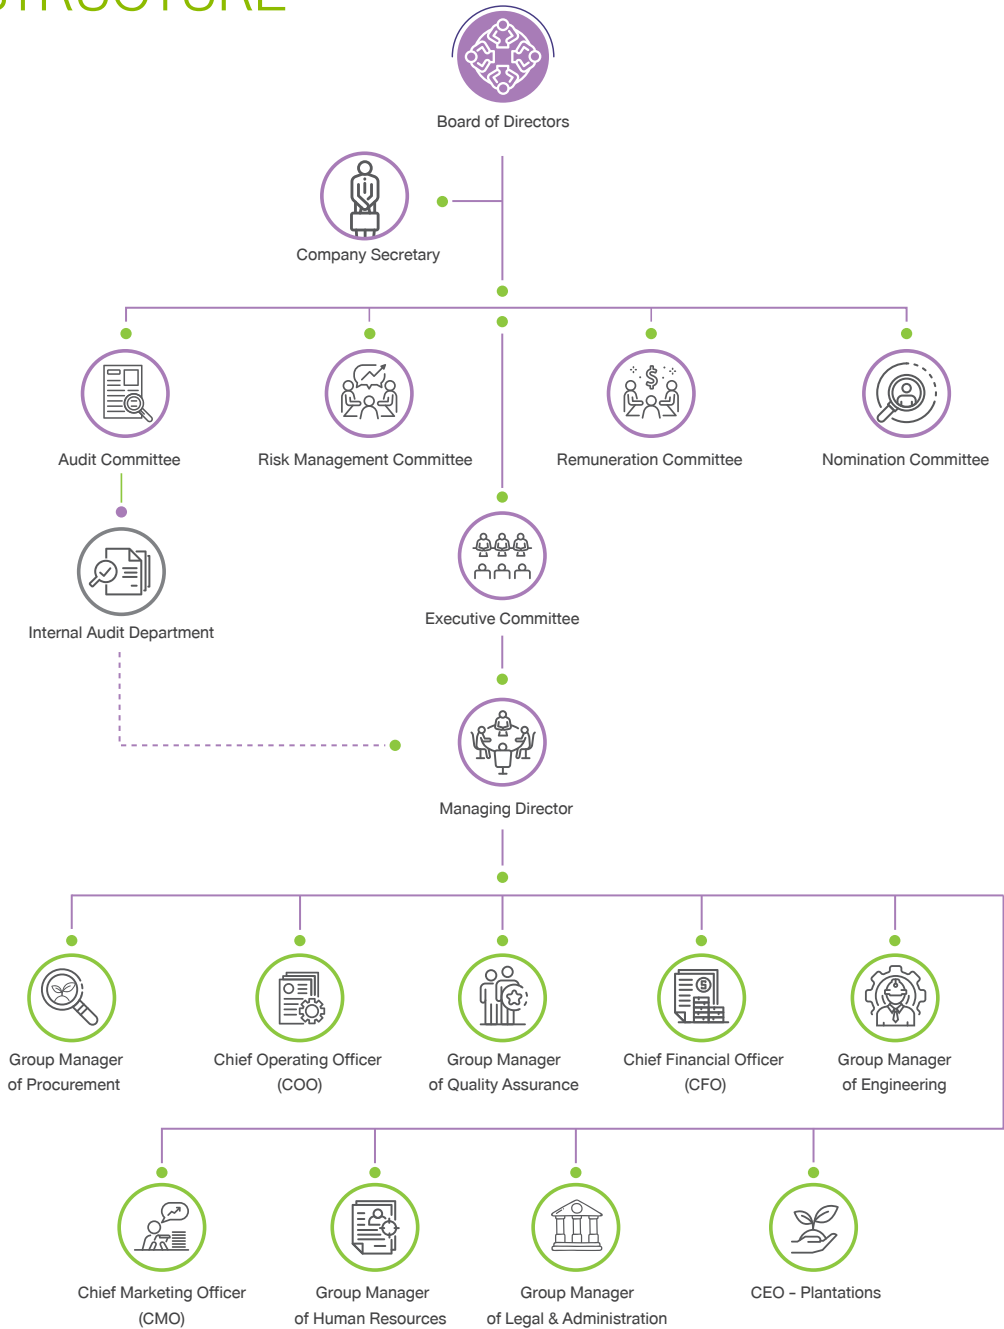 STRUCTURE
Board of Directors
Company Secretary
Audit Committee
Risk Management Committee
Remuneration Committee
Nomination Committee
Internal Audit Department
Executive Committee
Managing Director
Group Manager
of Procurement
Chief Operating Officer
(COO)
Group Manager
of Quality Assurance
Chief Financial Officer
(CFO)
Group Manager
of Engineering
Chief Marketing Officer
(CMO)
Group Manager
of Human Resources
Group Manager
of Legal & Administration
CEO - Plantations